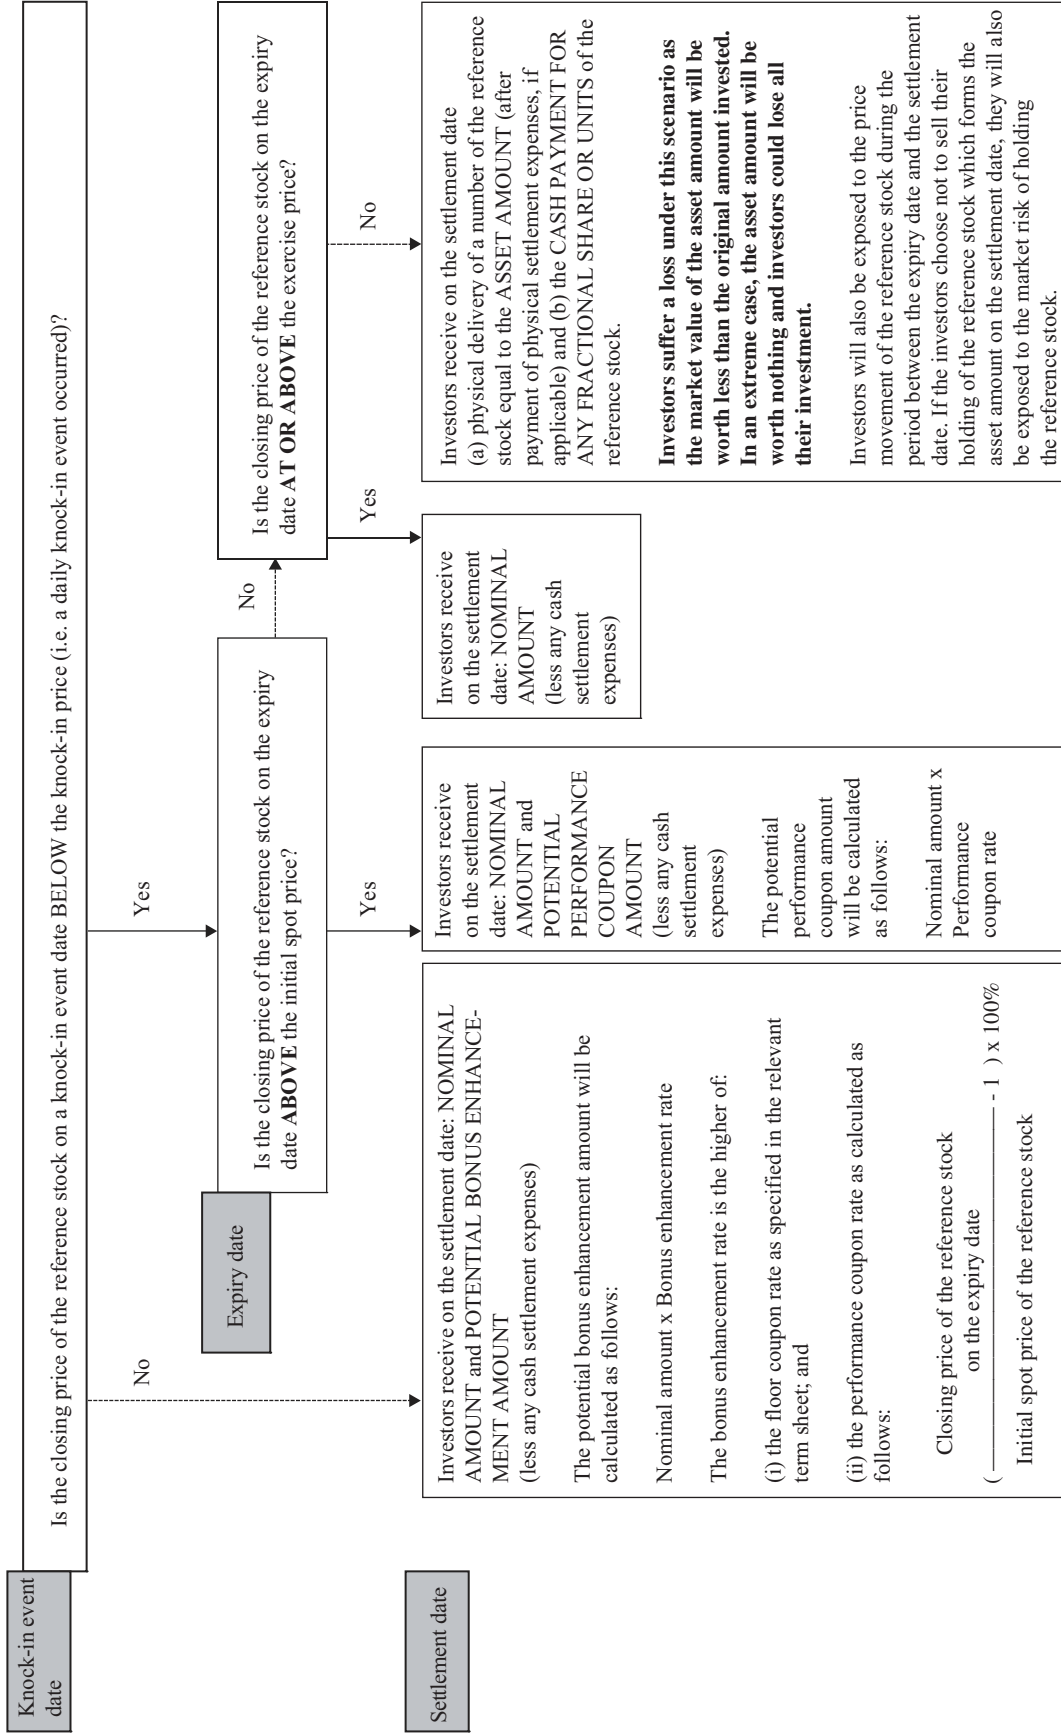 Knock-in event
date
Is the closing price of the reference stock on a knock-in event date BELOW the knock-in price (i.e. a daily knock-in event occurred)?
No
Yes
Expiry date
Is the closing price of the reference stock on the expiry
date ABOVE the initial spot price?
No
Is the closing price of the reference stock on the expiry
date AT OR ABOVE the exercise price?
Yes
Yes
No
Settlement date
Investors receive on the settlement date: NOMINAL
AMOUNT and POTENTIAL BONUS ENHANCE-
MENT AMOUNT
(less any cash settlement expenses)
The potential bonus enhancement amount will be
calculated as follows:
Nominal amount x Bonus enhancement rate
The bonus enhancement rate is the higher of:
(i) the floor coupon rate as specified in the relevant
term sheet; and
(ii) the performance coupon rate as calculated as
follows:
Closing price of the reference stock
on the expiry date
( - 1 ) x 100%
Initial spot price of the reference stock
Investors receive
on the settlement
date: NOMINAL
AMOUNT and
POTENTIAL
PERFORMANCE
COUPON
AMOUNT
(less any cash
settlement
expenses)
The potential
performance
coupon amount
will be calculated
as follows:
Nominal amount x
Performance
coupon rate
Investors receive
on the settlement
date: NOMINAL
AMOUNT
(less any cash
settlement
expenses)
Investors receive on the settlement date
(a) physical delivery of a number of the reference
stock equal to the ASSET AMOUNT (after
payment of physical settlement expenses, if
applicable) and (b) the CASH PAYMENT FOR
ANY FRACTIONAL SHARE OR UNITS of the
reference stock.
Investors suffer a loss under this scenario as
the market value of the asset amount will be
worth less than the original amount invested.
In an extreme case, the asset amount will be
worth nothing and investors could lose all
their investment.
Investors will also be exposed to the price
movement of the reference stock during the
period between the expiry date and the settlement
date. If the investors choose not to sell their
holding of the reference stock which forms the
asset amount on the settlement date, they will also
be exposed to the market risk of holding
the reference stock.